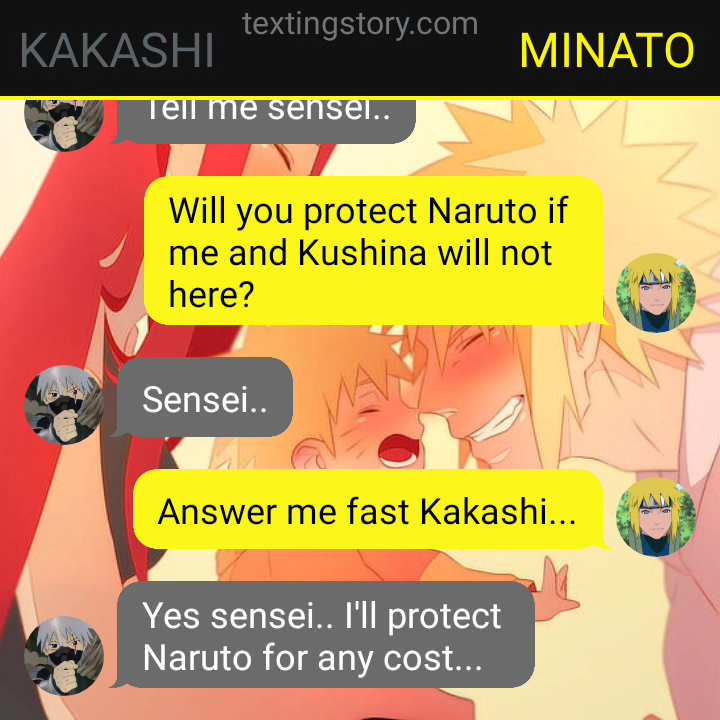 textingstory.com
KAKASHI
MINATO
Tell me sensei..
Will you protect Naruto if
me and Kushina will not
here?
Sensei..
Answer me fast Kakashi...
Yes sensei.. I'll protect
Naruto for any cost...